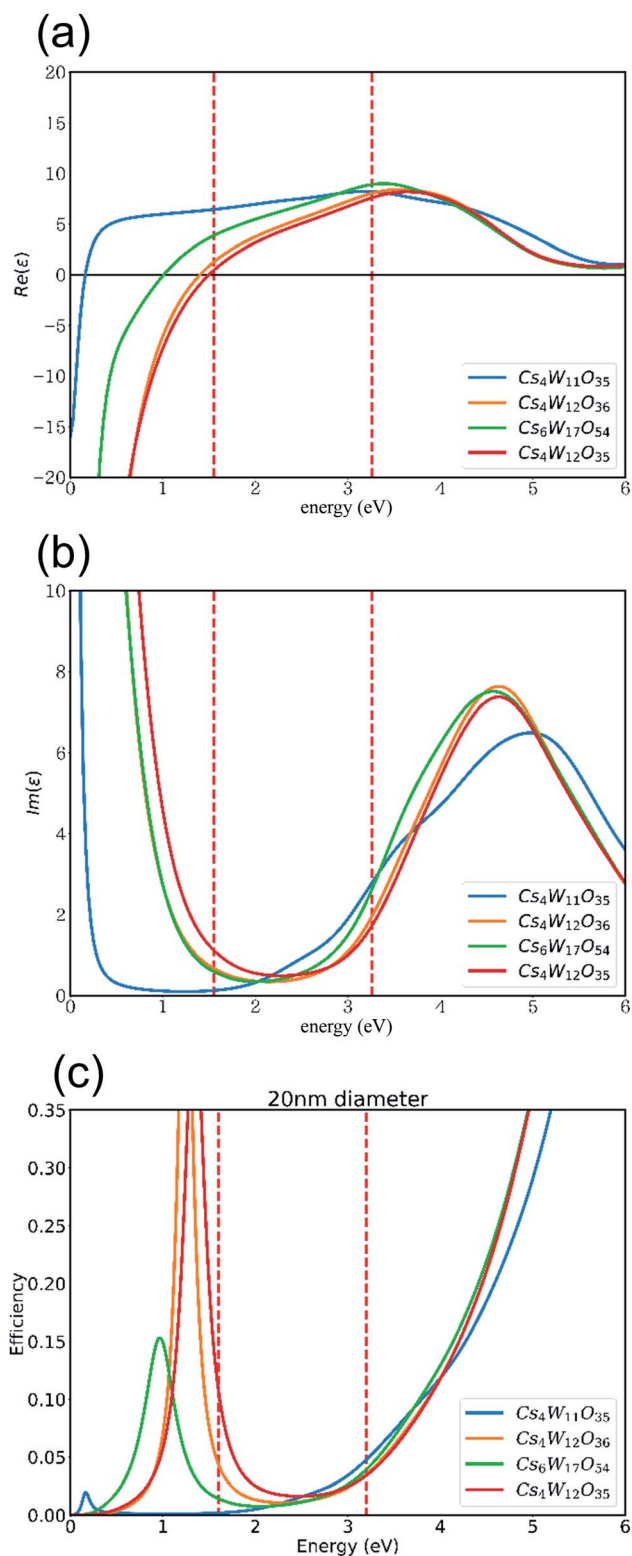 (a)
20
15
10
5
0
−5
−10
−15
−20
Re(ε)
Cs4W11O35
Cs4W12O36
Cs6W17O54
Cs4W12O35
0 1 2 3 4 5 6
energy (eV)
(b)
10
8
6
4
2
0
Im(ε)
Cs4W11O35
Cs4W12O36
Cs6W17O54
Cs4W12O35
0 1 2 3 4 5 6
energy (eV)
(c)
20nm diameter
0.35
0.30
0.25
0.20
0.15
0.10
0.05
0.00
Efficiency
Cs4W11O35
Cs4W12O36
Cs6W17O54
Cs4W12O35
0 1 2 3 4 5 6
Energy (eV)